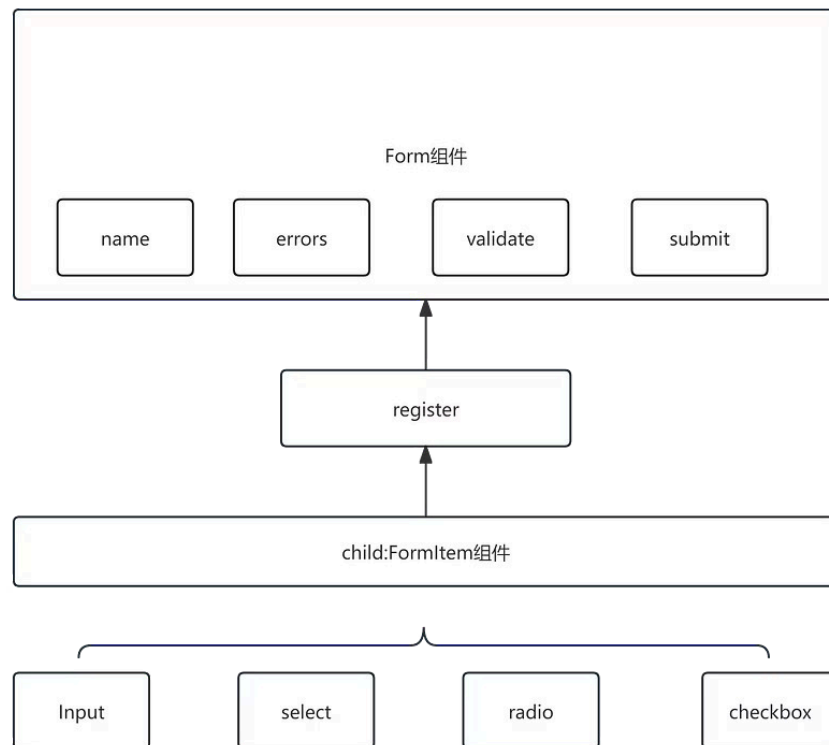 Form组件
name
errors
validate
submit
register
child:FormItem组件
Input
select
radio
checkbox